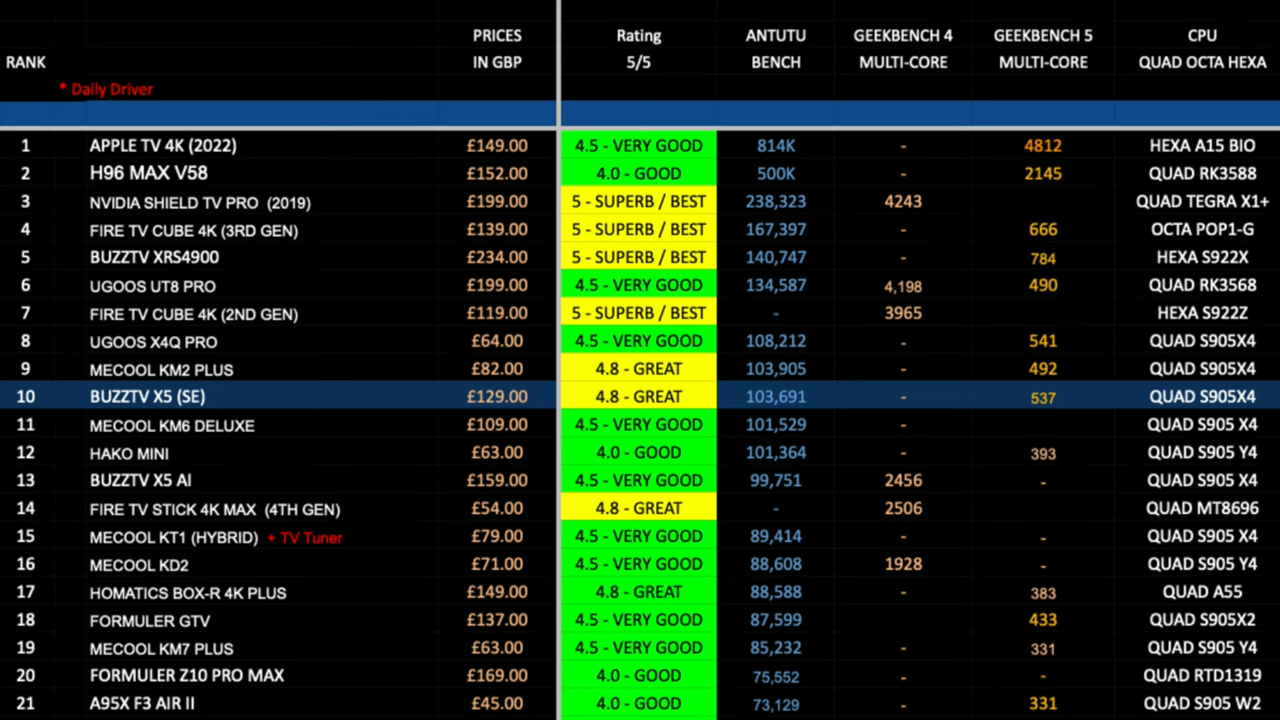 PRICES Rating ANTUTU GEEKBENCH 4 GEEKBENCH 5 CPU
RANK IN GBP 5/5 BENCH MULTI-CORE MULTI-CORE QUAD OCTA HEXA
* Daily Driver
1 APPLE TV 4K (2022) £149.00 4.5 - VERY GOOD 814K - 4812 HEXA A15 BIO
2 H96 MAX V58 £152.00 4.0 - GOOD 500K - 2145 QUAD RK3588
3 NVIDIA SHIELD TV PRO (2019) £199.00 5 - SUPERB / BEST 238,323 4243 QUAD TEGRA X1+
4 FIRE TV CUBE 4K (3RD GEN) £139.00 5 - SUPERB / BEST 167,397 - 666 OCTA POP1-G
5 BUZZTV XRS4900 £234.00 5 - SUPERB / BEST 140,747 - 784 HEXA S922X
6 UGOOS UT8 PRO £199.00 4.5 - VERY GOOD 134,587 4,198 490 QUAD RK3568
7 FIRE TV CUBE 4K (2ND GEN) £119.00 5 - SUPERB / BEST - 3965 HEXA S922Z
8 UGOOS X4Q PRO £64.00 4.5 - VERY GOOD 108,212 - 541 QUAD S905X4
9 MECOOL KM2 PLUS £82.00 4.8 - GREAT 103,905 - 492 QUAD S905X4
10 BUZZTV X5 (SE) £129.00 4.8 - GREAT 103,691 - 537 QUAD S905X4
11 MECOOL KM6 DELUXE £109.00 4.5 - VERY GOOD 101,529 - - QUAD S905 X4
12 HAKO MINI £63.00 4.0 - GOOD 101,364 - 393 QUAD S905 Y4
13 BUZZTV X5 AI £159.00 4.5 - VERY GOOD 99,751 2456 - QUAD S905 X4
14 FIRE TV STICK 4K MAX (4TH GEN) £54.00 4.8 - GREAT - 2506 QUAD MT8696
15 MECOOL KT1 (HYBRID) + TV Tuner £79.00 4.5 - VERY GOOD 89,414 - - QUAD S905 X4
16 MECOOL KD2 £71.00 4.5 - VERY GOOD 88,608 1928 - QUAD S905 Y4
17 HOMATICS BOX-R 4K PLUS £149.00 4.8 - GREAT 88,588 - 383 QUAD A55
18 FORMULER GTV £137.00 4.5 - VERY GOOD 87,599 - 433 QUAD S905X2
19 MECOOL KM7 PLUS £63.00 4.5 - VERY GOOD 85,232 - 331 QUAD S905 Y4
20 FORMULER Z10 PRO MAX £169.00 4.0 - GOOD 75,552 - - QUAD RTD1319
21 A95X F3 AIR II £45.00 4.0 - GOOD 73,129 - 331 QUAD S905 W2